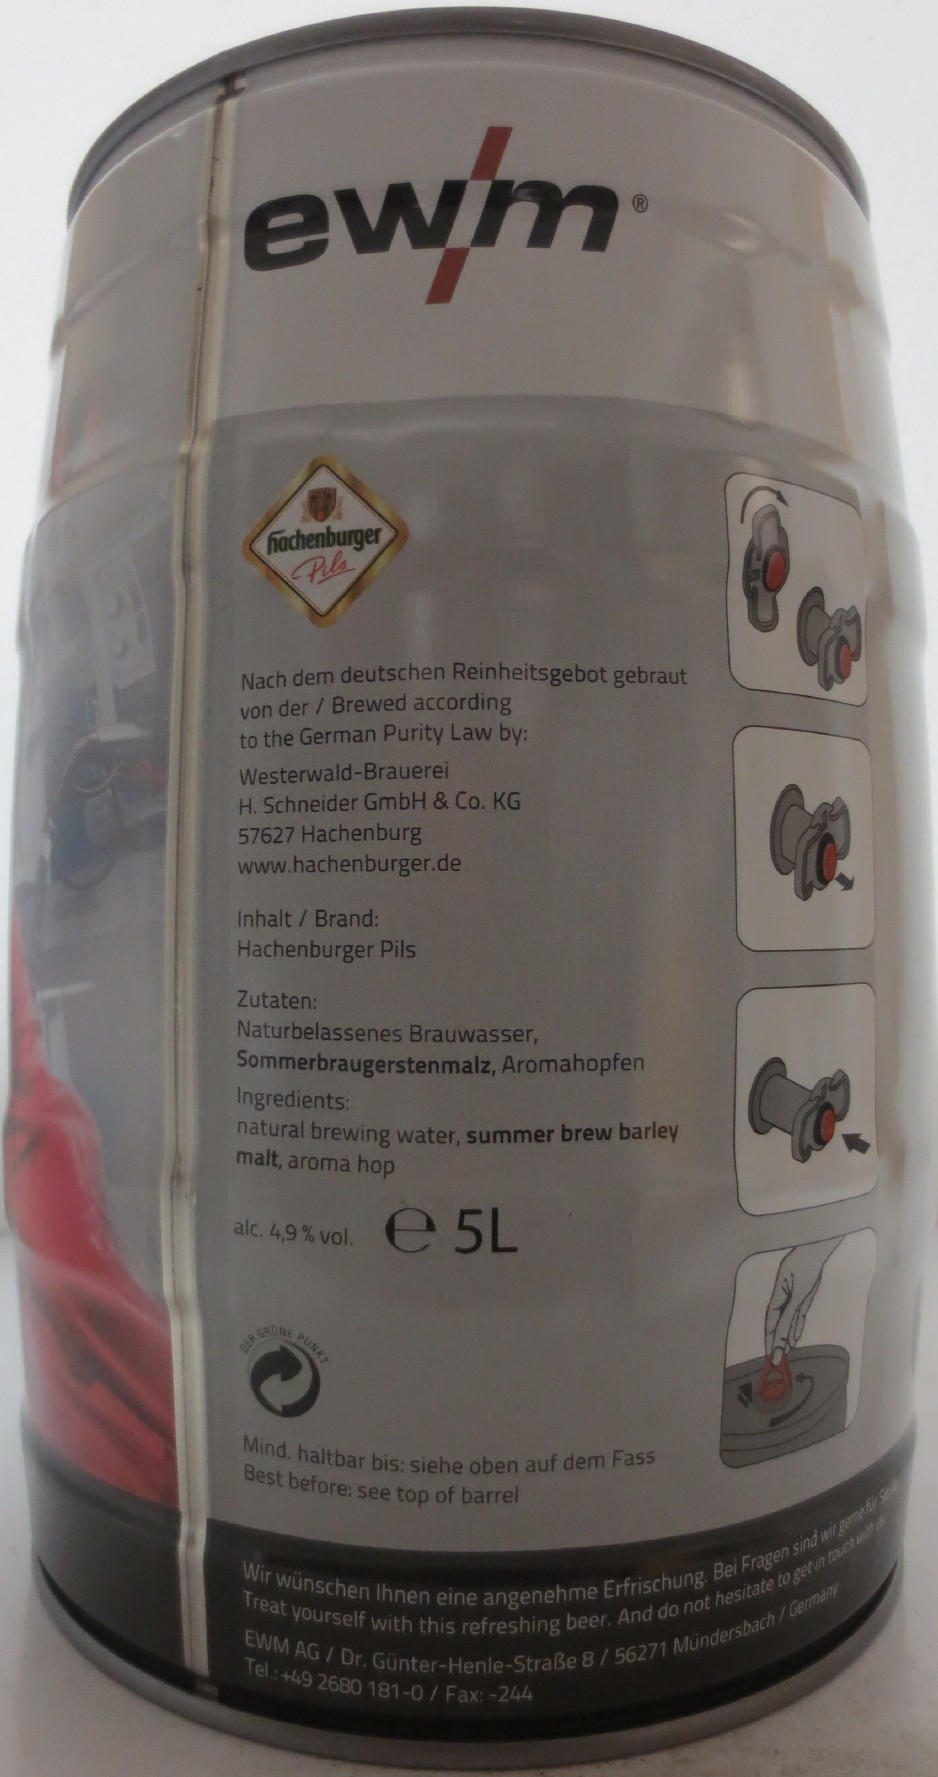 ewm®
hachenburger
Pils
Nach dem deutschen Reinheitsgebot gebraut
von der / Brewed according
to the German Purity Law by:
Westerwald-Brauerei
H. Schneider GmbH & Co. KG
57627 Hachenburg
www.hachenburger.de
Inhalt / Brand:
Hachenburger Pils
Zutaten:
Naturbelassenes Brauwasser,
Sommerbraugerstenmalz, Aromahopfen
Ingredients:
natural brewing water, summer brew barley
malt, aroma hop
alc. 4,9 % vol. ℮ 5L
DER GRÜNE PUNKT
Mind. haltbar bis: siehe oben auf dem Fass
Best before: see top of barrel
Wir wünschen Ihnen eine angenehme Erfrischung. Bei Fragen sind wir gerne für Sie
Treat yourself with this refreshing beer. And do not hesitate to get in touch with us.
EWM AG / Dr. Günter-Henle-Straße 8 / 56271 Mündersbach / Germany
Tel.: +49 2680 181-0 / Fax: -244